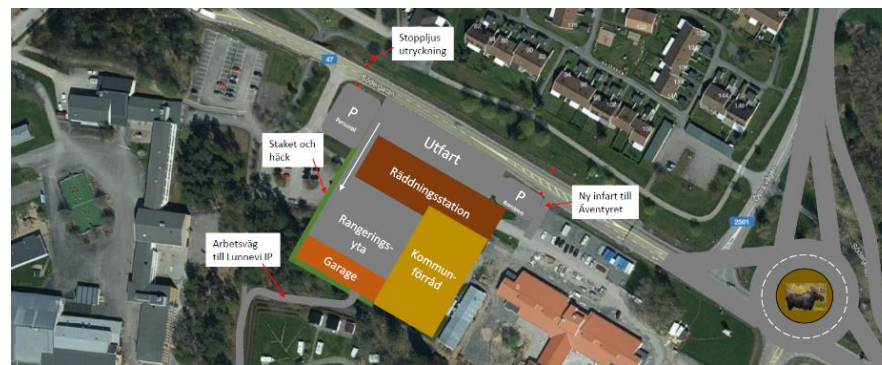 Stoppljus
utryckning
47
P
Personal
Staket och
häck
Utfart
P
Räddningsstation
Ny infart till
Äventyret
2561
Rangerings-
yta
Kommun-
förråd
Arbetsväg
till Lunnevi IP
Garage